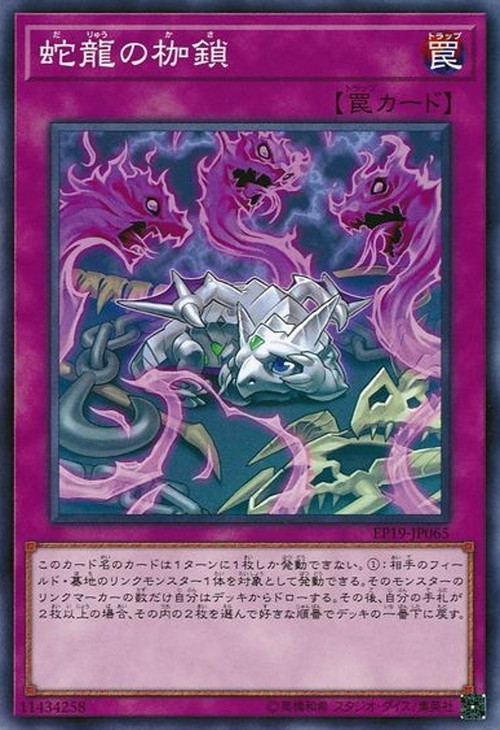 蛇龍の枷鎖
罠
トラップ
【罠カード】
EP19-JP065
このカード名のカードは1ターンに1枚しか発動できない。①:相手のフィ
ールド・墓地のリンクモンスター1体を対象として発動できる。そのモンスターの
リンクマーカーの数だけ自分はデッキからドローする。その後、自分の手札が
2枚以上の場合、その内の2枚を選んで好きな順番でデッキの一番下に戻す。
11434258
©高橋和希 スタジオ・ダイス/集英社